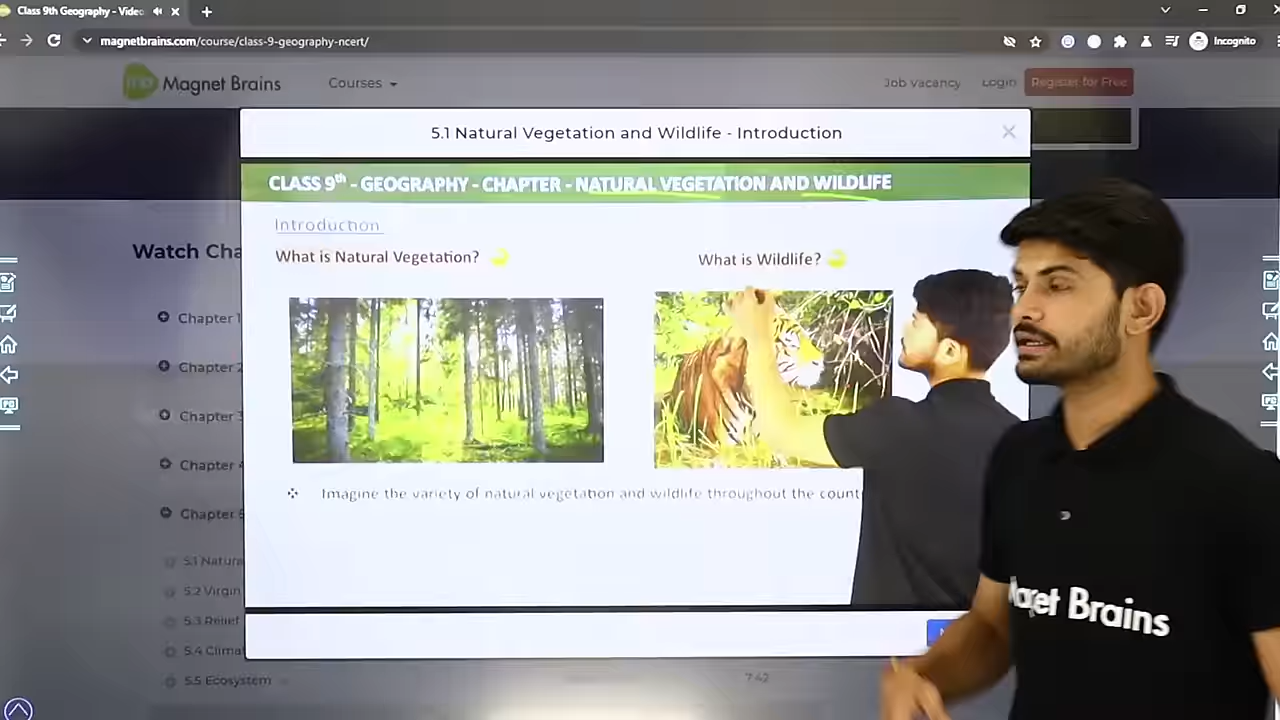 Class 9th Geography - Video
magnetbrains.com/course/class-9-geography-ncert/
Incognito
Magnet Brains
Courses
Job vacancy
Login
Register for Free
5.1 Natural Vegetation and Wildlife - Introduction
CLASS 9th - GEOGRAPHY - CHAPTER - NATURAL VEGETATION AND WILDLIFE
Introduction
What is Natural Vegetation?
What is Wildlife?
Imagine the variety of natural vegetation and wildlife throughout the count
Watch Cha
Chapter 1
Chapter 2
Chapter 3
Chapter
Chapter 5
5.1 Natura
5.2 Virgin
5.3 Relief
5.4 Climat
5.5 Ecosystem
7:42
Magnet Brains